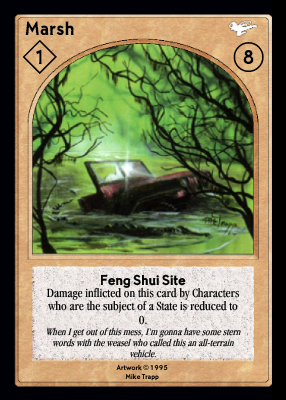 Marsh
1
8
Feng Shui Site
Damage inflicted on this card by Characters
who are the subject of a State is reduced to
0.
When I get out of this mess, I'm gonna have some stern
words with the weasel who called this an all-terrain
vehicle.
Artwork © 1995
Mike Trapp